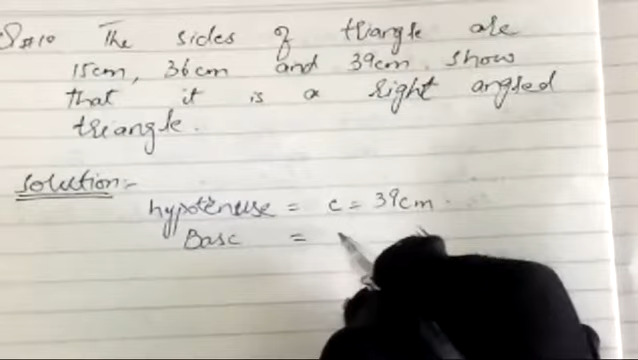 Q#10 The sides of triangle are
15cm, 36cm and 39cm. show
that it is a right angled
triangle.
Solution:-
hypotenuse = c = 39cm.
Base =